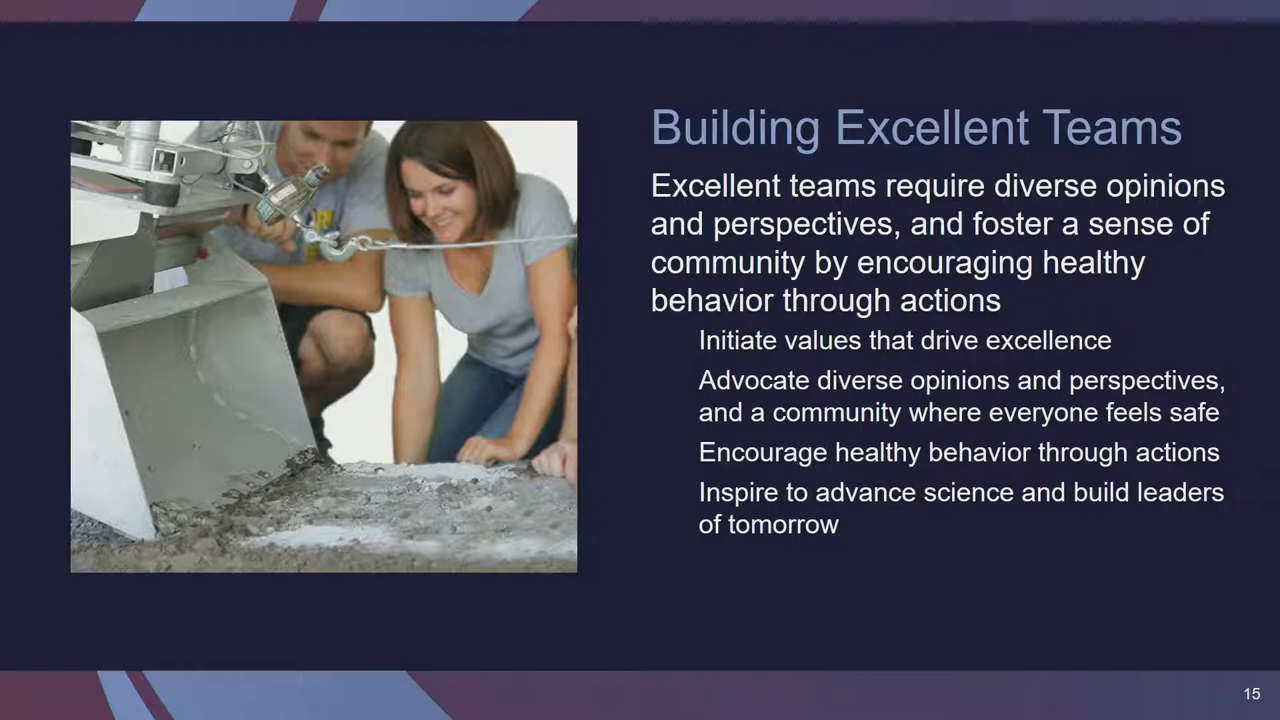 Building Excellent Teams
Excellent teams require diverse opinions
and perspectives, and foster a sense of
community by encouraging healthy
behavior through actions
Initiate values that drive excellence
Advocate diverse opinions and perspectives,
and a community where everyone feels safe
Encourage healthy behavior through actions
Inspire to advance science and build leaders
of tomorrow
15